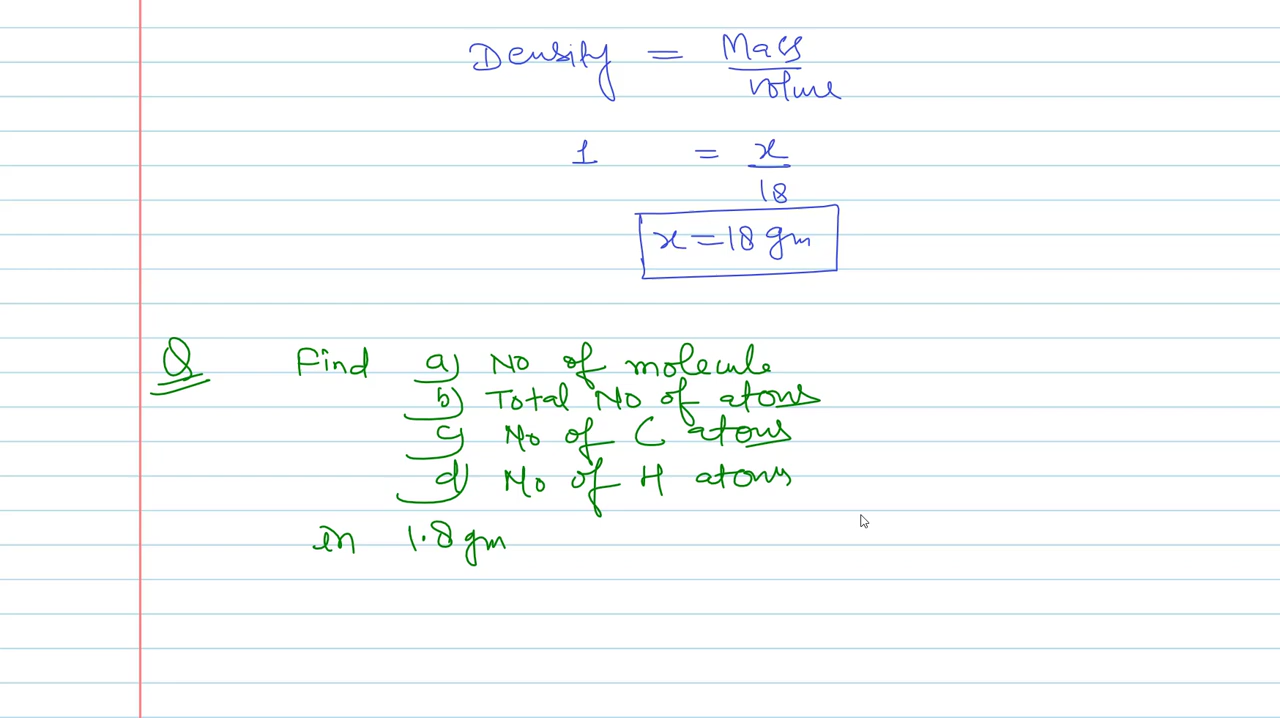 Density = Mass / Volume
1 = x / 18
x = 18 gm
Q Find a) No of molecule
b) Total No of atoms
c) No of C atoms
d) No of H atoms
in 1.8 gm